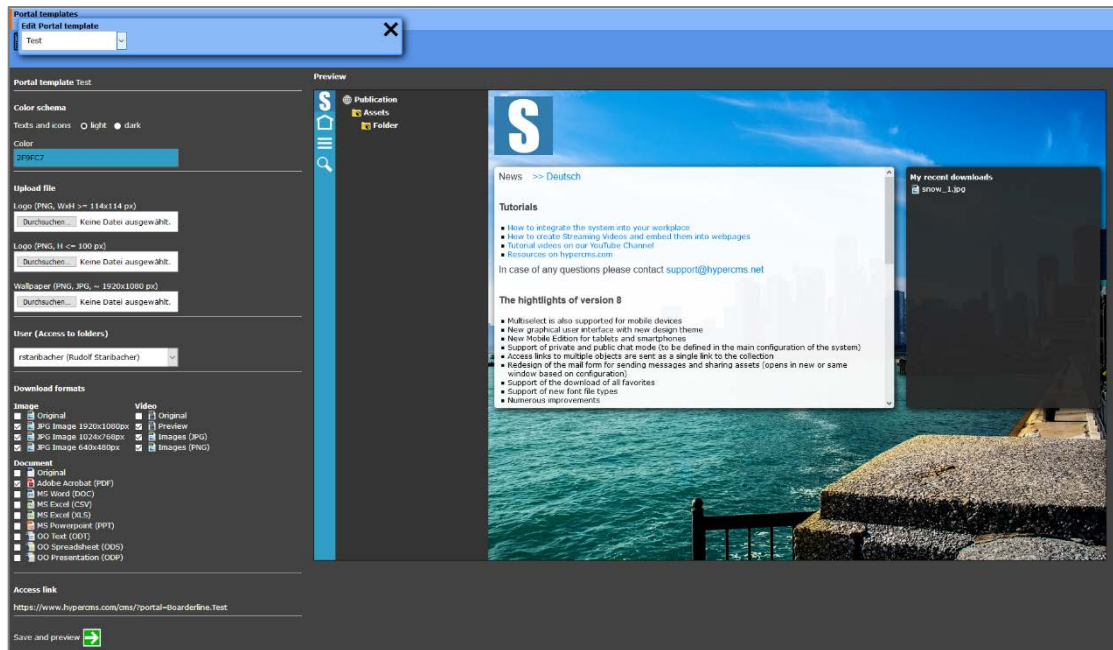 Portal templates
Edit Portal template
Test
Portal template Test
Color schema
Texts and icons light dark
Color
2F9FC7
Upload file
Logo (PNG, WxH >= 114x114 px)
Durchsuchen... Keine Datei ausgewählt.
Logo (PNG, H <= 100 px)
Durchsuchen... Keine Datei ausgewählt.
Wallpaper (PNG, JPG, ~ 1920x1080 px)
Durchsuchen... Keine Datei ausgewählt.
User (Access to folders)
rstaribacher (Rudolf Staribacher)
Download formats
Image Video
Original Original
JPG Image 1920x1080px Preview
JPG Image 1024x768px Images (JPG)
JPG Image 640x480px Images (PNG)
Document
Original
Adobe Acrobat (PDF)
MS Word (DOC)
MS Excel (CSV)
MS Excel (XLS)
MS Powerpoint (PPT)
OO Text (ODT)
OO Spreadsheet (ODS)
OO Presentation (ODP)
Access link
https://www.hypercms.com/cms/?portal=Boarderline.Test
Save and preview
Preview
S
Publication
Assets
Folder
S
News >> Deutsch
Tutorials
How to integrate the system into your workplace
How to create Streaming Videos and embed them into webpages
Tutorial videos on our YouTube Channel
Resources on hypercms.com
In case of any questions please contact support@hypercms.net
The hightlights of version 8
Multiselect is also supported for mobile devices
New graphical user interface with new design theme
New Mobile Edition for tablets and smartphones
Support of private and public chat mode (to be defined in the main configuration of the system)
Access links to multiple objects are sent as a single link to the collection
Redesign of the mail form for sending messages and sharing assets (opens in new or same
window based on configuration)
Support of the download of all favorites
Support of new font file types
Numerous improvements
My recent downloads
snow_1.jpg